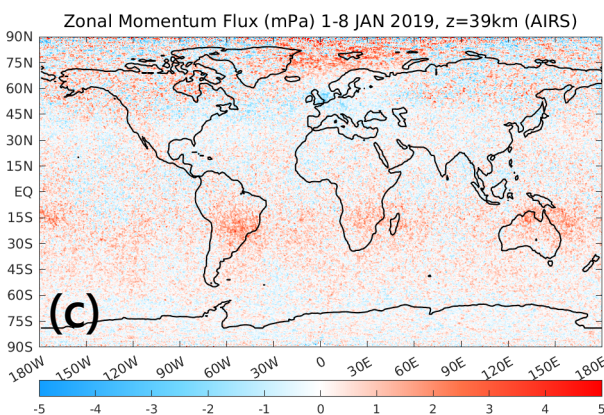 Zonal Momentum Flux (mPa) 1-8 JAN 2019, z=39km (AIRS)
90N
75N
60N
45N
30N
15N
EQ
15S
30S
45S
60S
75S
90S
(c)
180W 150W 120W 90W 60W 30W 0 30E 60E 90E 120E 150E 180E
-5 -4 -3 -2 -1 0 1 2 3 4 5